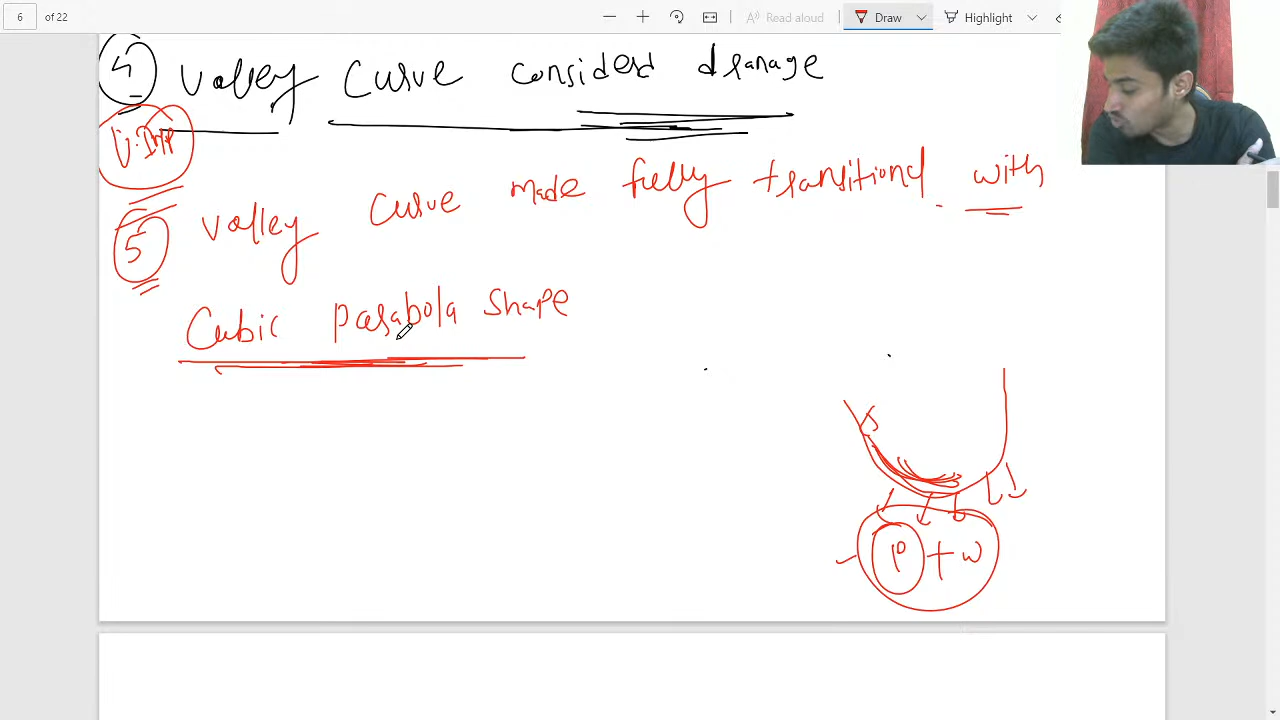 6 of 22
Read aloud
Draw
Highlight
4 Valley Curve considerd dranage
V.Imp
5 Valley Curve made fully transitional with
Cubic parabola shape
P + w